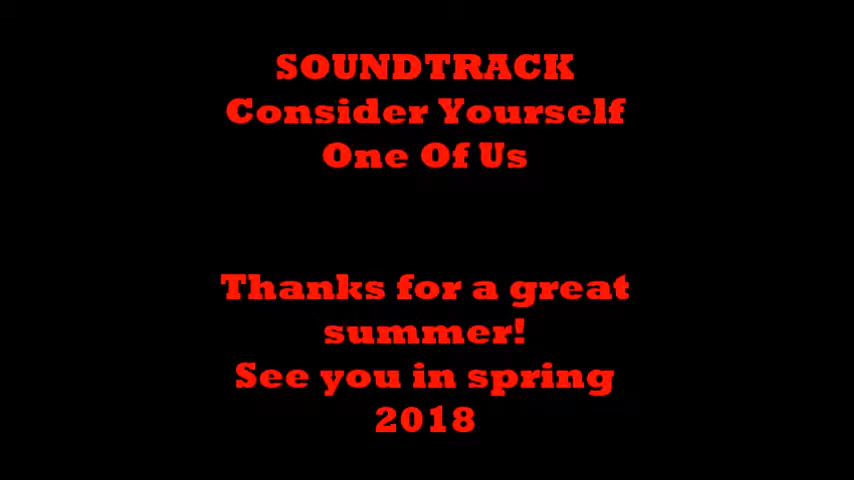 SOUNDTRACK
Consider Yourself
One Of Us
Thanks for a great
summer!
See you in spring
2018